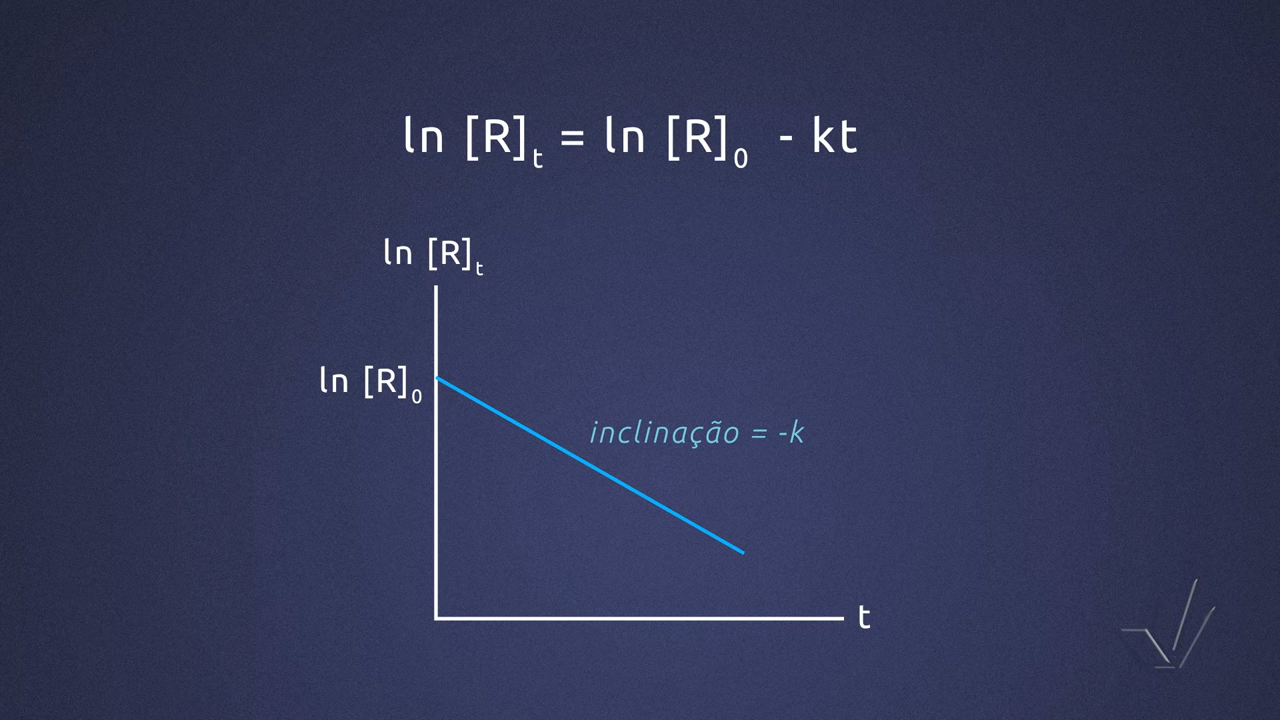 ln [R]t = ln [R]0 - kt
ln [R]t
ln [R]0
inclinação = -k
t